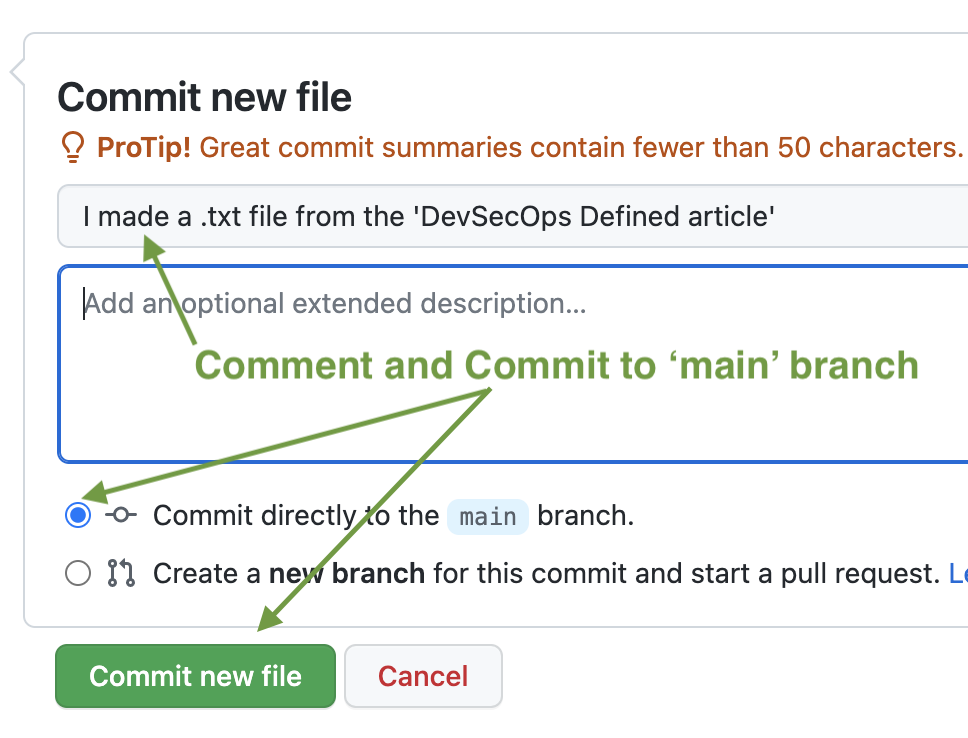 Commit new file
ProTip! Great commit summaries contain fewer than 50 characters.
I made a .txt file from the 'DevSecOps Defined article'
Add an optional extended description...
Comment and Commit to ‘main’ branch
Commit directly to the main branch.
Create a new branch for this commit and start a pull request.
Commit new file
Cancel